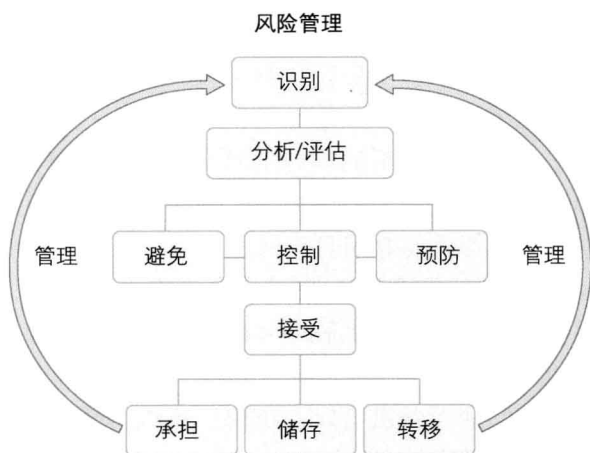 风险管理
识别
分析/评估
管理
避免
控制
预防
管理
接受
承担
储存
转移